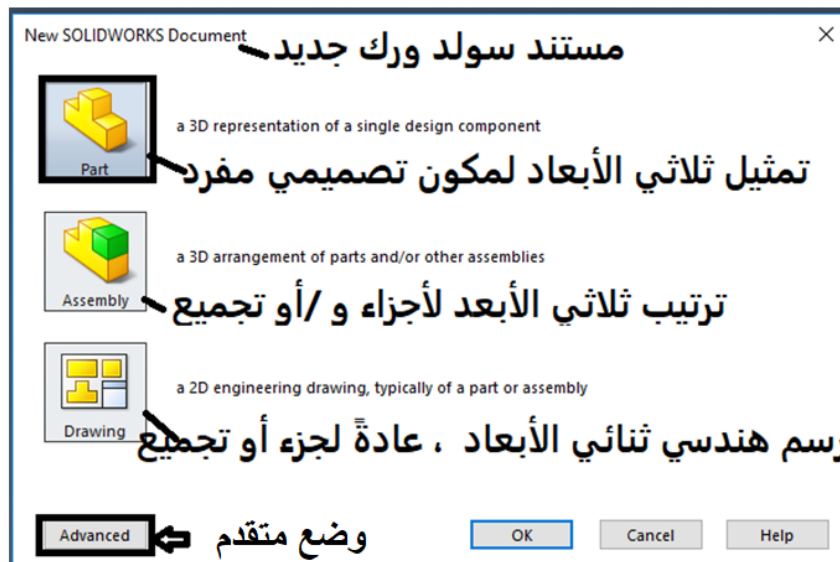 New SOLIDWORKS Document
مستند سولد ورك جديد
a 3D representation of a single design component
Part
تمثيل ثلاثي الأبعاد لمكون تصميمي مفرد
a 3D arrangement of parts and/or other assemblies
Assembly
ترتيب ثلاثي الأبعد لأجزاء و /أو تجميع
a 2D engineering drawing, typically of a part or assembly
Drawing
رسم هندسي ثنائي الأبعاد ، عادةً لجزء أو تجميع
Advanced
وضع متقدم
OK
Cancel
Help